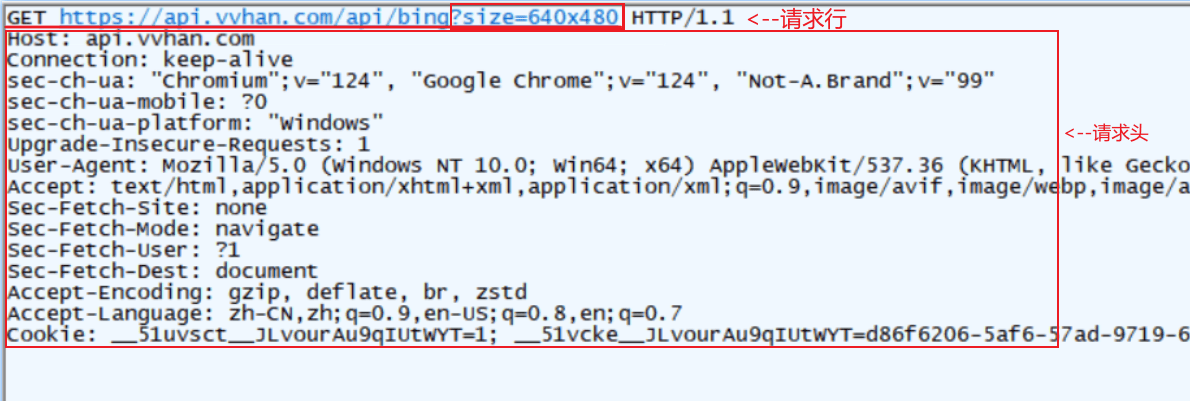 GET https://api.vvhan.com/api/bing?size=640x480 HTTP/1.1 <--请求行
Host: api.vvhan.com
Connection: keep-alive
sec-ch-ua: "Chromium";v="124", "Google Chrome";v="124", "Not-A.Brand";v="99"
sec-ch-ua-mobile: ?0
sec-ch-ua-platform: "Windows"
<--请求头
Upgrade-Insecure-Requests: 1
User-Agent: Mozilla/5.0 (Windows NT 10.0; Win64; x64) AppleWebKit/537.36 (KHTML, like Gecko
Accept: text/html,application/xhtml+xml,application/xml;q=0.9,image/avif,image/webp,image/a
Sec-Fetch-Site: none
Sec-Fetch-Mode: navigate
Sec-Fetch-User: ?1
Sec-Fetch-Dest: document
Accept-Encoding: gzip, deflate, br, zstd
Accept-Language: zh-CN,zh;q=0.9,en-US;q=0.8,en;q=0.7
Cookie: __51uvsct__JLvourAu9qIUtWYT=1; __51vcke__JLvourAu9qIUtWYT=d86f6206-5af6-57ad-9719-6